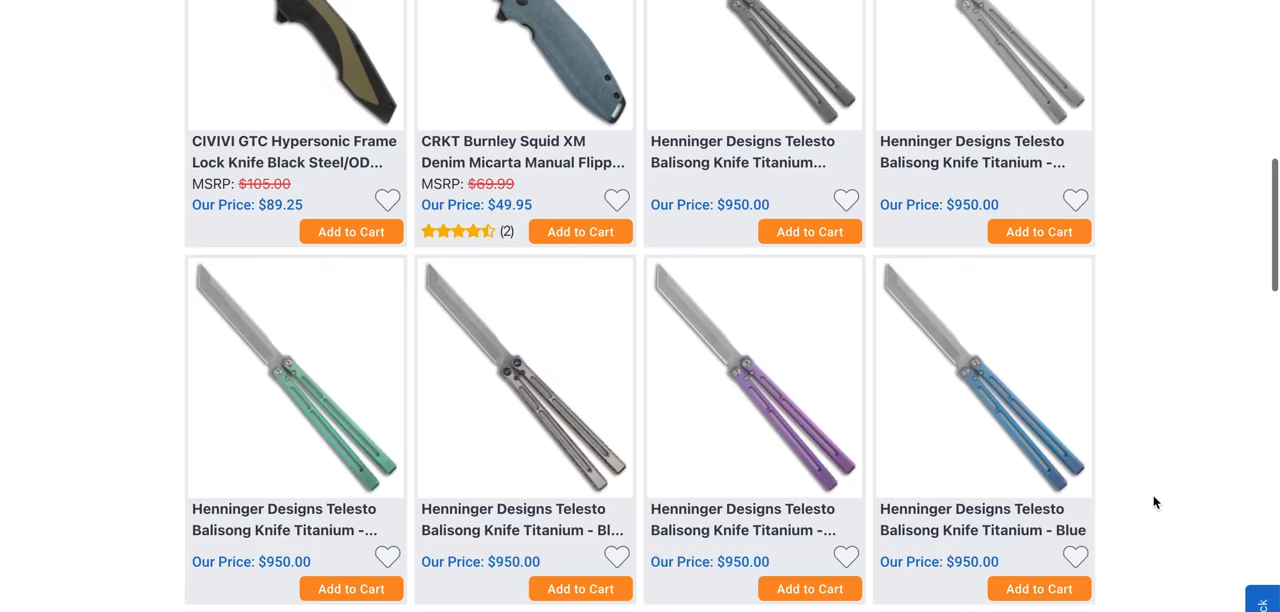 CIVIVI GTC Hypersonic Frame
Lock Knife Black Steel/OD...
MSRP: $105.00
Our Price: $89.25
Add to Cart
CRKT Burnley Squid XM
Denim Micarta Manual Flipp...
MSRP: $69.99
Our Price: $49.95
(2)
Add to Cart
Henninger Designs Telesto
Balisong Knife Titanium...
Our Price: $950.00
Add to Cart
Henninger Designs Telesto
Balisong Knife Titanium -...
Our Price: $950.00
Add to Cart
Henninger Designs Telesto
Balisong Knife Titanium -...
Our Price: $950.00
Add to Cart
Henninger Designs Telesto
Balisong Knife Titanium - Bl...
Our Price: $950.00
Add to Cart
Henninger Designs Telesto
Balisong Knife Titanium -...
Our Price: $950.00
Add to Cart
Henninger Designs Telesto
Balisong Knife Titanium - Blue
Our Price: $950.00
Add to Cart